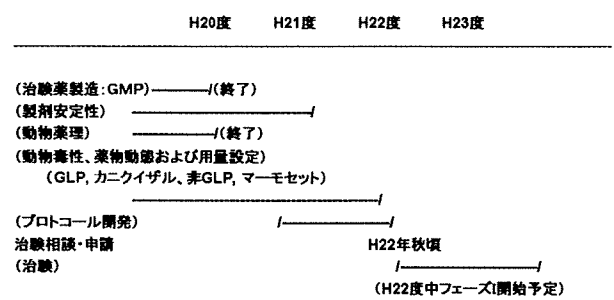 H20度 H21度 H22度 H23度
(治験薬製造:GMP)————/(終了)
(製剤安定性) ————————/
(動物薬理) ————/(終了)
(動物毒性、薬物動態および用量設定)
(GLP, カニクイザル、非GLP, マーモセット)
————————————/
(プロトコール開発) /————————/
治験相談・申請 H22年秋頃
(治験) /————————/
(H22度中フェーズI開始予定)